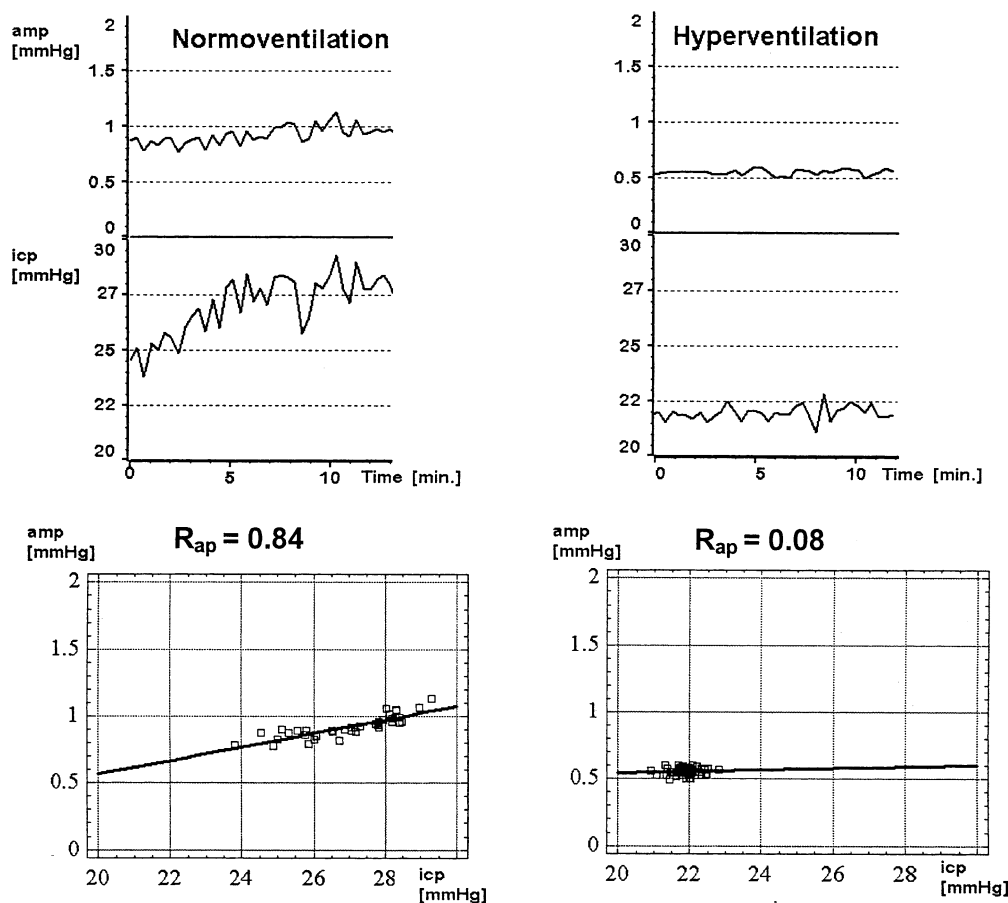 amp
[mmHg]
Normoventilation
2
1.5
1
0.5
0
icp
[mmHg]
30
27
25
22
20
0 5 10 Time [min.]
Hyperventilation
2
1.5
1
0.5
0
30
27
25
22
20
0 5 10 Time [min.]
amp
[mmHg]
Rap = 0.84
2
1.5
1
0.5
0
20 22 24 26 28 icp
[mmHg]
amp
[mmHg]
Rap = 0.08
2
1.5
1
0.5
0
20 22 24 26 28 icp
[mmHg]